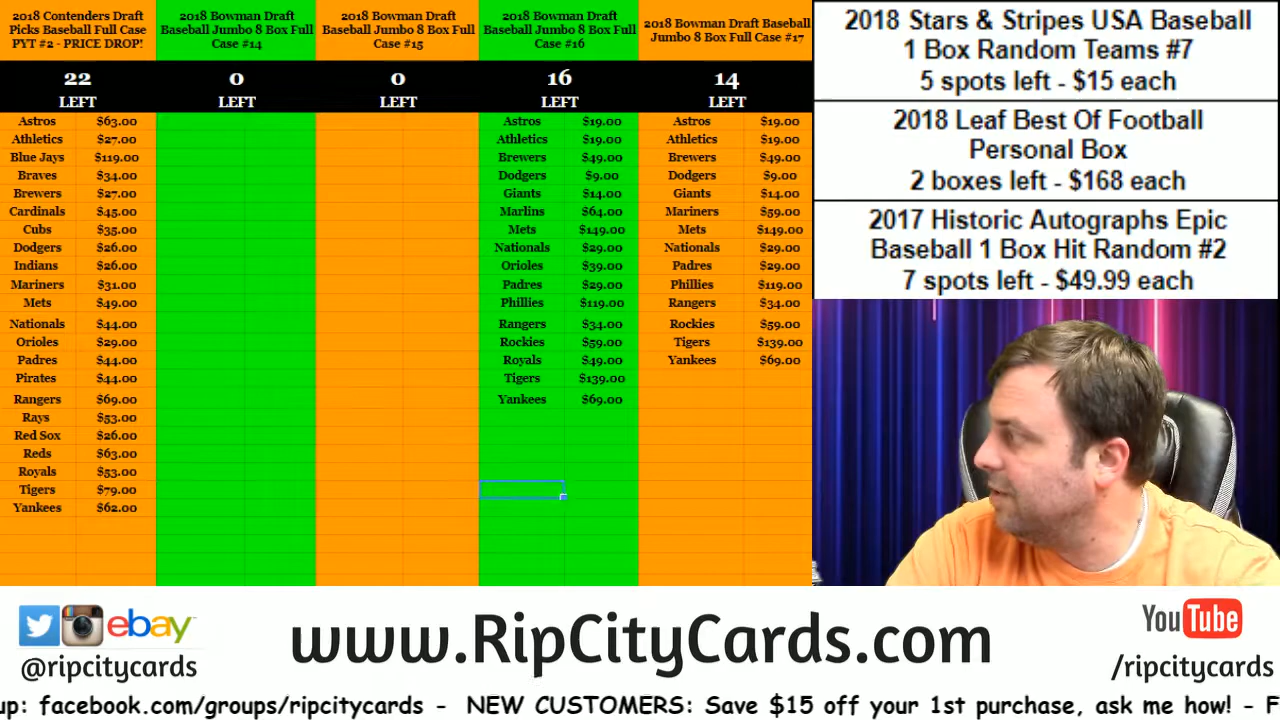 2018 Contenders Draft
Picks Baseball Full Case
PYT #2 - PRICE DROP!
22
LEFT
Astros $63.00
Athletics $27.00
Blue Jays $119.00
Braves $34.00
Brewers $27.00
Cardinals $45.00
Cubs $35.00
Dodgers $26.00
Indians $26.00
Mariners $31.00
Mets $49.00
Nationals $44.00
Orioles $29.00
Padres $44.00
Pirates $44.00
Rangers $69.00
Rays $53.00
Red Sox $26.00
Reds $63.00
Royals $53.00
Tigers $79.00
Yankees $62.00
2018 Bowman Draft
Baseball Jumbo 8 Box Full
Case #14
0
LEFT
2018 Bowman Draft
Baseball Jumbo 8 Box Full
Case #15
0
LEFT
2018 Bowman Draft
Baseball Jumbo 8 Box Full
Case #16
16
LEFT
Astros $19.00
Athletics $19.00
Brewers $49.00
Dodgers $9.00
Giants $14.00
Marlins $64.00
Mets $149.00
Nationals $29.00
Orioles $39.00
Padres $29.00
Phillies $119.00
Rangers $34.00
Rockies $59.00
Royals $49.00
Tigers $139.00
Yankees $69.00
2018 Bowman Draft Baseball
Jumbo 8 Box Full Case #17
14
LEFT
Astros $19.00
Athletics $19.00
Brewers $49.00
Dodgers $9.00
Giants $14.00
Mariners $59.00
Mets $149.00
Nationals $29.00
Padres $29.00
Phillies $119.00
Rangers $34.00
Rockies $59.00
Tigers $139.00
Yankees $69.00
2018 Stars & Stripes USA Baseball
1 Box Random Teams #7
5 spots left - $15 each
2018 Leaf Best Of Football
Personal Box
2 boxes left - $168 each
2017 Historic Autographs Epic
Baseball 1 Box Hit Random #2
7 spots left - $49.99 each
ebay
@ripcitycards
www.RipCityCards.com
YouTube
/ripcitycards
up: facebook.com/groups/ripcitycards - NEW CUSTOMERS: Save $15 off your 1st purchase, ask me how! - F